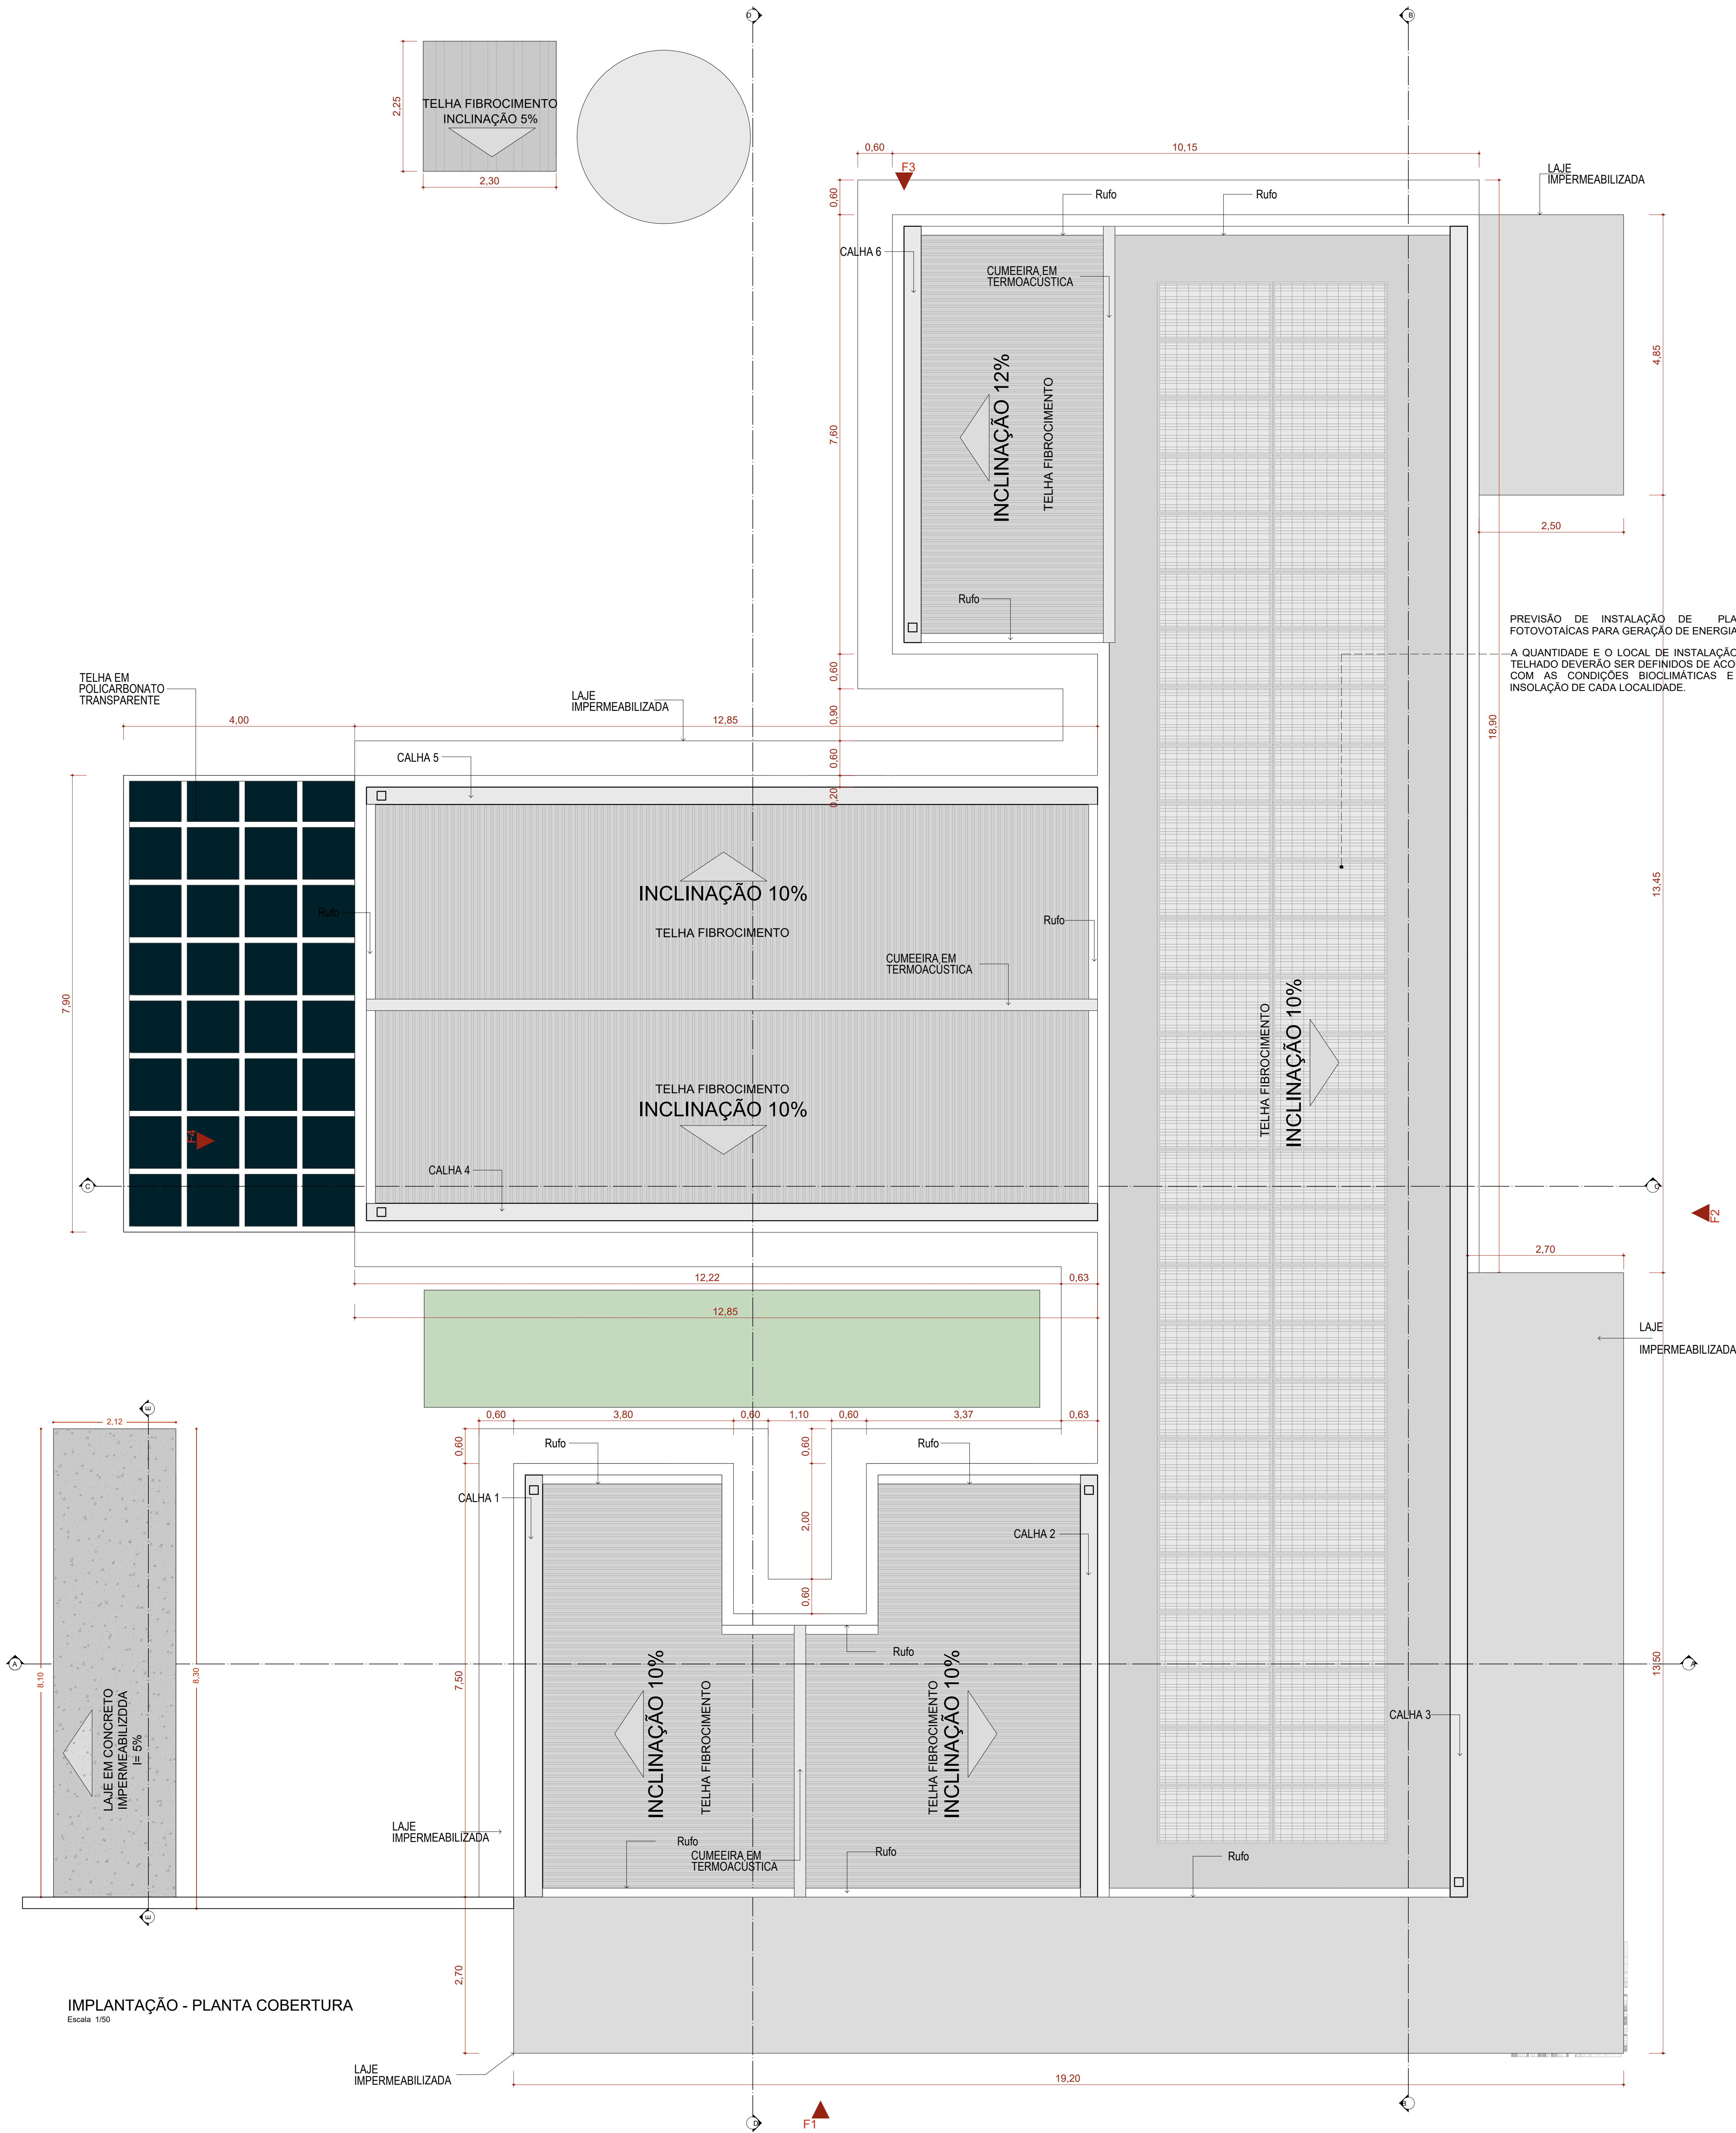 D
B
TELHA FIBROCIMENTO
INCLINAÇÃO 5%
2,25
2,30
0,60
10,15
F3
LAJE
IMPERMEABILIZADA
0,60
Rufo
Rufo
CALHA 6
CUMEEIRA EM
TERMOACÚSTICA
INCLINAÇÃO 12%
TELHA FIBROCIMENTO
7,60
4,85
2,50
Rufo
PREVISÃO DE INSTALAÇÃO DE PLA
FOTOVOTAÍCAS PARA GERAÇÃO DE ENERGIA
A QUANTIDADE E O LOCAL DE INSTALAÇÃO
TELHADO DEVERÃO SER DEFINIDOS DE ACO
COM AS CONDIÇÕES BIOCLIMÁTICAS E
INSOLAÇÃO DE CADA LOCALIDADE.
0,60
TELHA EM
POLICARBONATO
TRANSPARENTE
LAJE
IMPERMEABILIZADA
4,00
12,85
0,90
18,90
CALHA 5
0,60
0,20
INCLINAÇÃO 10%
TELHA FIBROCIMENTO
Rufo
Rufo
13,45
CUMEEIRA EM
TERMOACÚSTICA
7,90
TELHA FIBROCIMENTO
INCLINAÇÃO 10%
TELHA FIBROCIMENTO
INCLINAÇÃO 10%
F4
CALHA 4
C
C
F2
2,70
12,22
0,63
12,85
LAJE
IMPERMEABILIZADA
E
2,12
0,60
3,80
0,60
1,10
0,60
3,37
0,63
0,60
0,60
Rufo
Rufo
CALHA 1
2,00
CALHA 2
0,60
Rufo
A
A
8,10
8,30
7,50
13,50
LAJE EM CONCRETO
IMPERMEABILIZDDA
I= 5%
INCLINAÇÃO 10%
TELHA FIBROCIMENTO
TELHA FIBROCIMENTO
INCLINAÇÃO 10%
CALHA 3
LAJE
IMPERMEABILIZADA
Rufo
CUMEEIRA EM
TERMOACÚSTICA
Rufo
Rufo
E
2,70
IMPLANTAÇÃO - PLANTA COBERTURA
Escala 1/50
LAJE
IMPERMEABILIZADA
19,20
F1
D
B